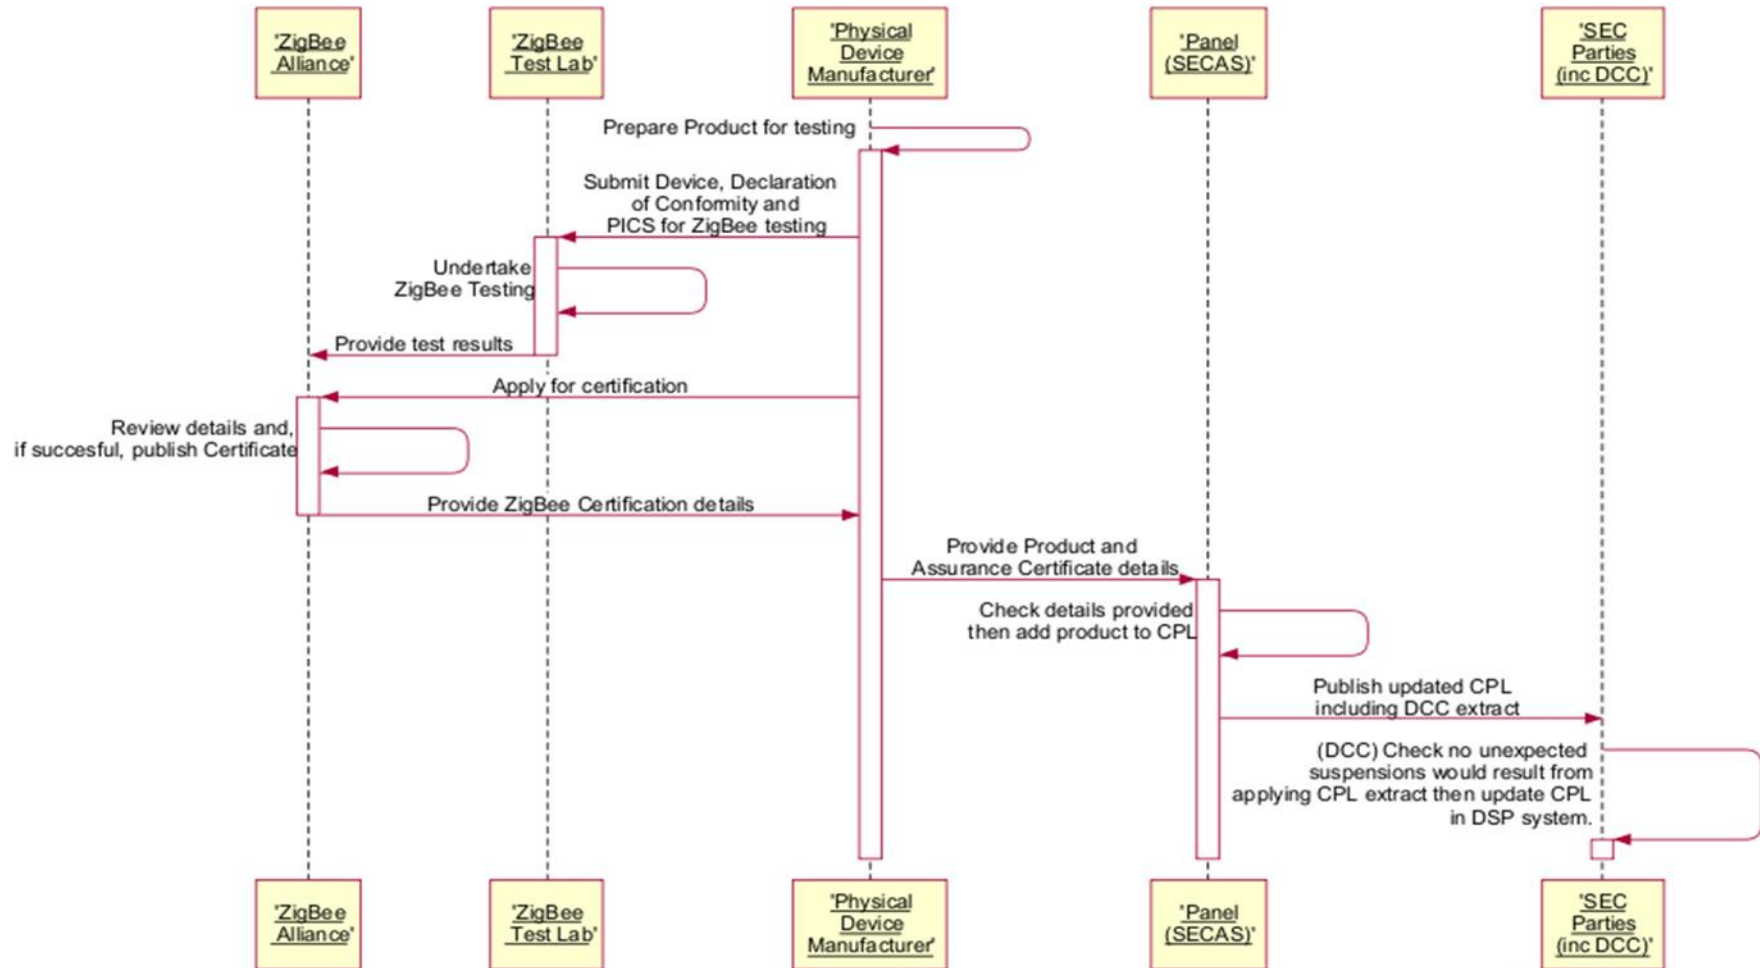 'ZigBee
Alliance'
'ZigBee
Test Lab'
'Physical
Device
Manufacturer'
'Panel
(SECAS)'
'SEC
Parties
(inc DCC)'
Prepare Product for testing
Submit Device, Declaration
of Conformity and
PICS for ZigBee testing
Undertake
ZigBee Testing
Provide test results
Apply for certification
Review details and,
if succesful, publish Certificate
Provide ZigBee Certification details
Provide Product and
Assurance Certificate details
Check details provided
then add product to CPL
Publish updated CPL
including DCC extract
(DCC) Check no unexpected
suspensions would result from
applying CPL extract then update CPL
in DSP system.
'ZigBee
Alliance'
'ZigBee
Test Lab'
'Physical
Device
Manufacturer'
'Panel
(SECAS)'
'SEC
Parties
(inc DCC)'